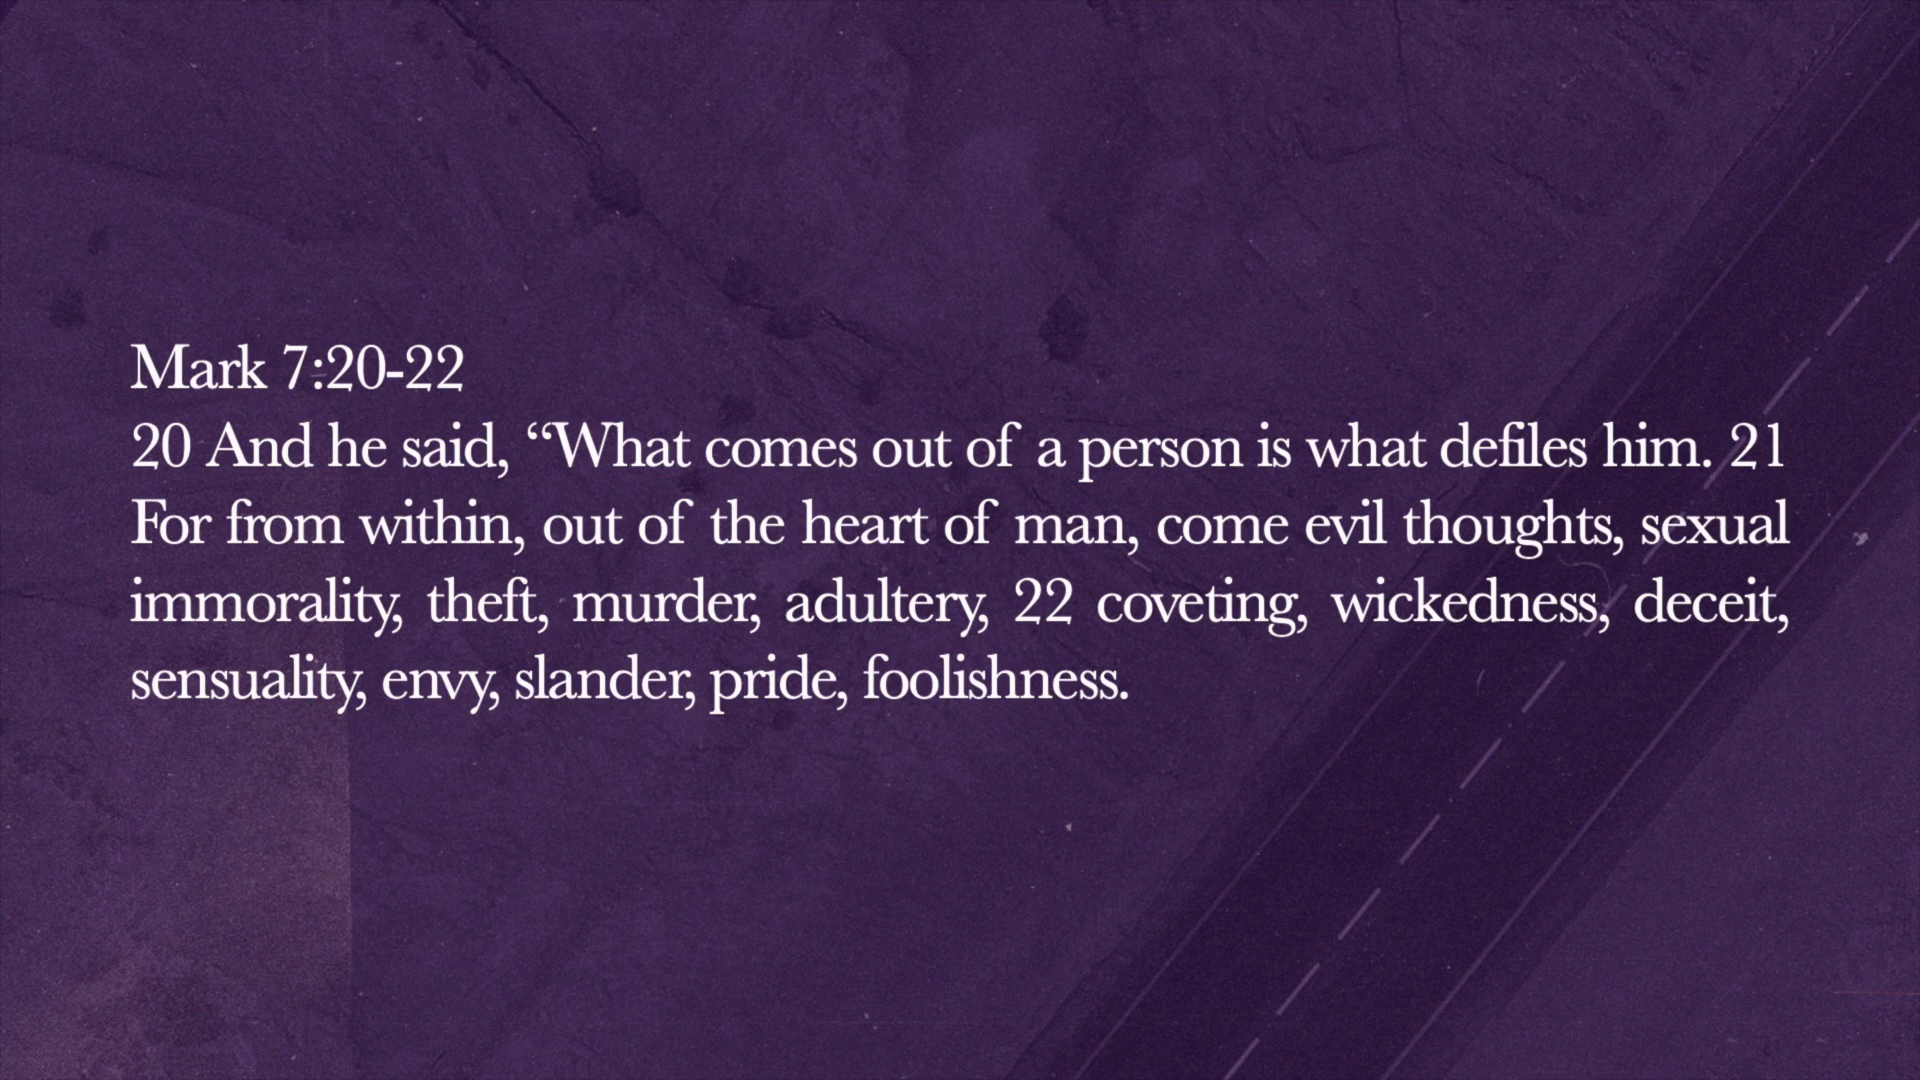 Mark 7:20-22
20 And he said, “What comes out of a person is what defiles him. 21
For from within, out of the heart of man, come evil thoughts, sexual
immorality, theft, murder, adultery, 22 coveting, wickedness, deceit,
sensuality, envy, slander, pride, foolishness.